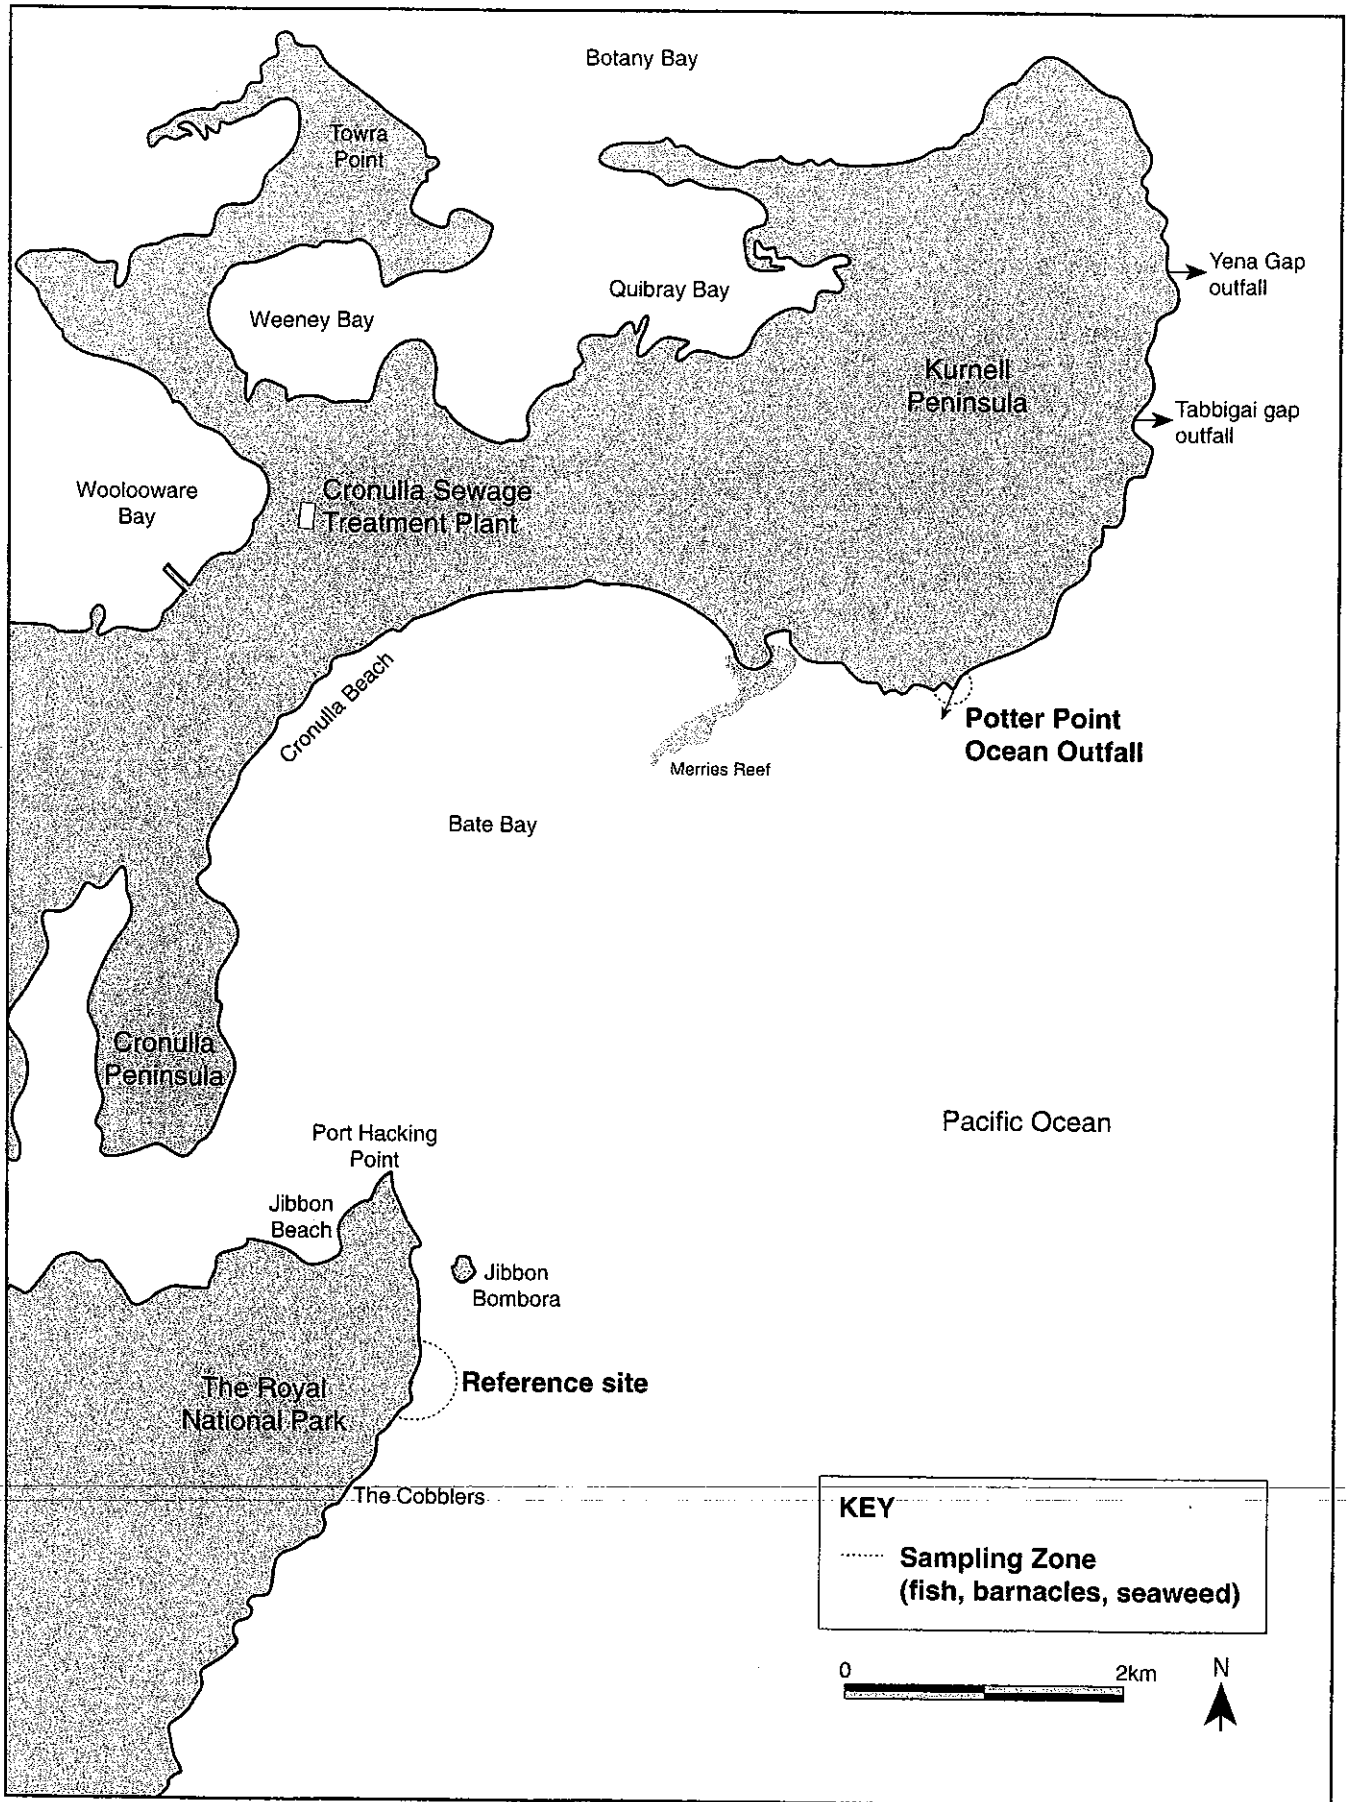 Botany Bay
Towra
Point
Yena Gap
outfall
Quibray Bay
Weeney Bay
Kurnell
Peninsula
Tabbigai gap
outfall
Woolooware
Bay
Cronulla Sewage
Treatment Plant
Cronulla Beach
Potter Point
Ocean Outfall
Merries Reef
Bate Bay
Cronulla
Peninsula
Pacific Ocean
Port Hacking
Point
Jibbon
Beach
Jibbon
Bombora
Reference site
The Royal
National Park
The Cobblers
KEY
Sampling Zone
(fish, barnacles, seaweed)
0 2km
N